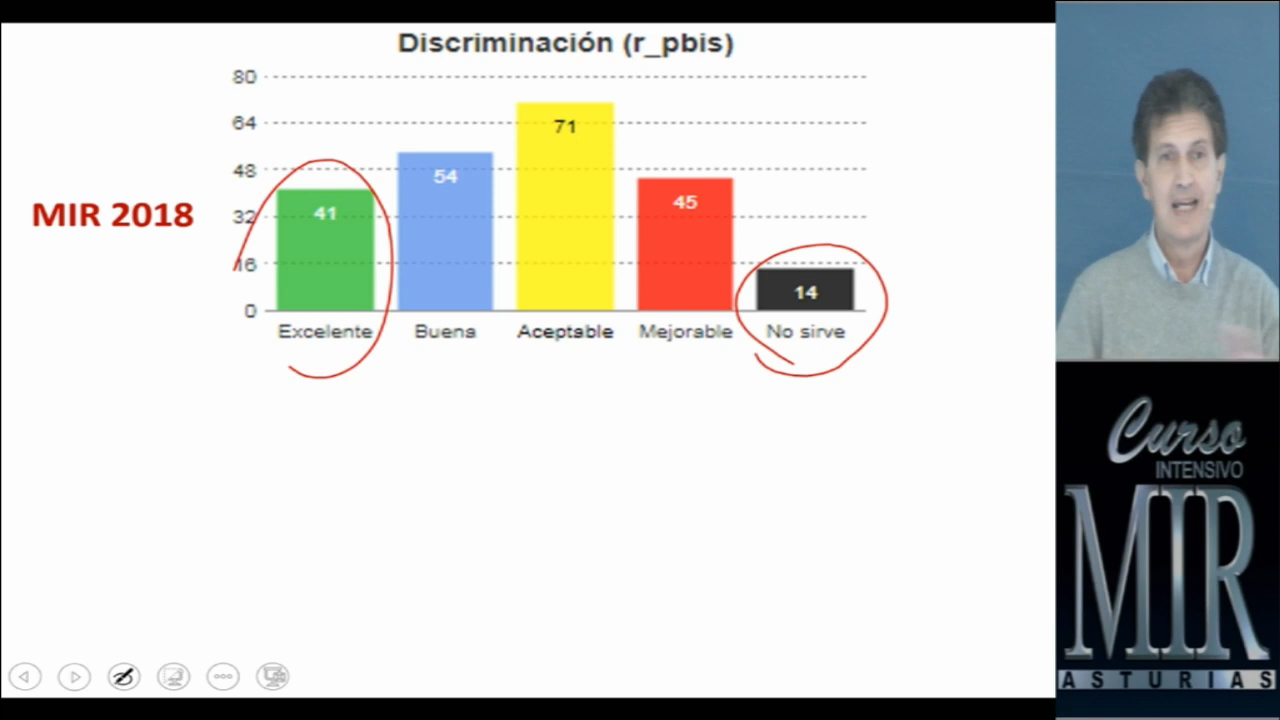 Discriminación (r_pbis)
80
64
48
32
16
0
41
54
71
45
14
Excelente
Buena
Aceptable
Mejorable
No sirve
MIR 2018
Curso
INTENSIVO
MIR
ASTURIAS